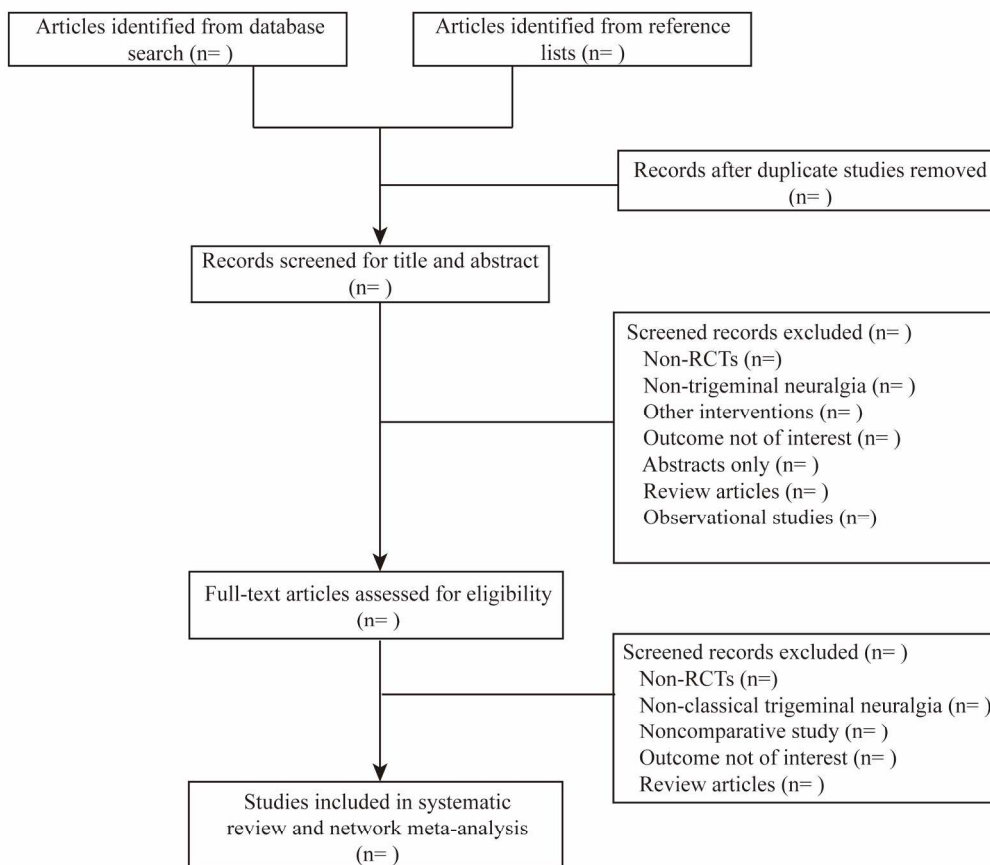 Articles identified from database
search (n= )
Articles identified from reference
lists (n= )
Records after duplicate studies removed
(n= )
Records screened for title and abstract
(n= )
Screened records excluded (n= )
Non-RCTs (n=)
Non-trigeminal neuralgia (n= )
Other interventions (n= )
Outcome not of interest (n= )
Abstracts only (n= )
Review articles (n= )
Observational studies (n=)
Full-text articles assessed for eligibility
(n= )
Screened records excluded (n= )
Non-RCTs (n=)
Non-classical trigeminal neuralgia (n= )
Noncomparative study (n= )
Outcome not of interest (n= )
Review articles (n= )
Studies included in systematic
review and network meta-analysis
(n= )